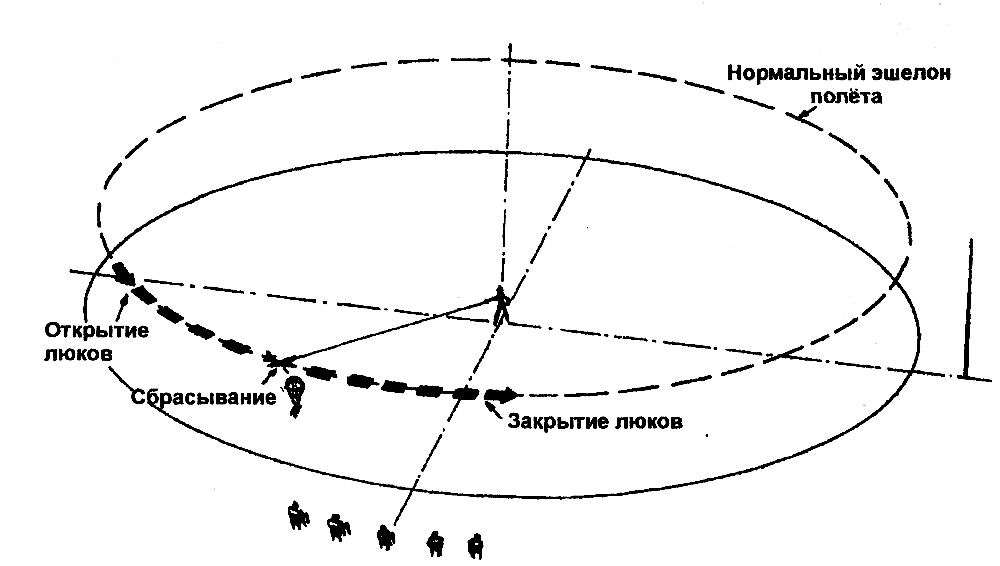 Нормальный эшелон
полёта
Открытие
люков
Сбрасывание
Закрытие люков